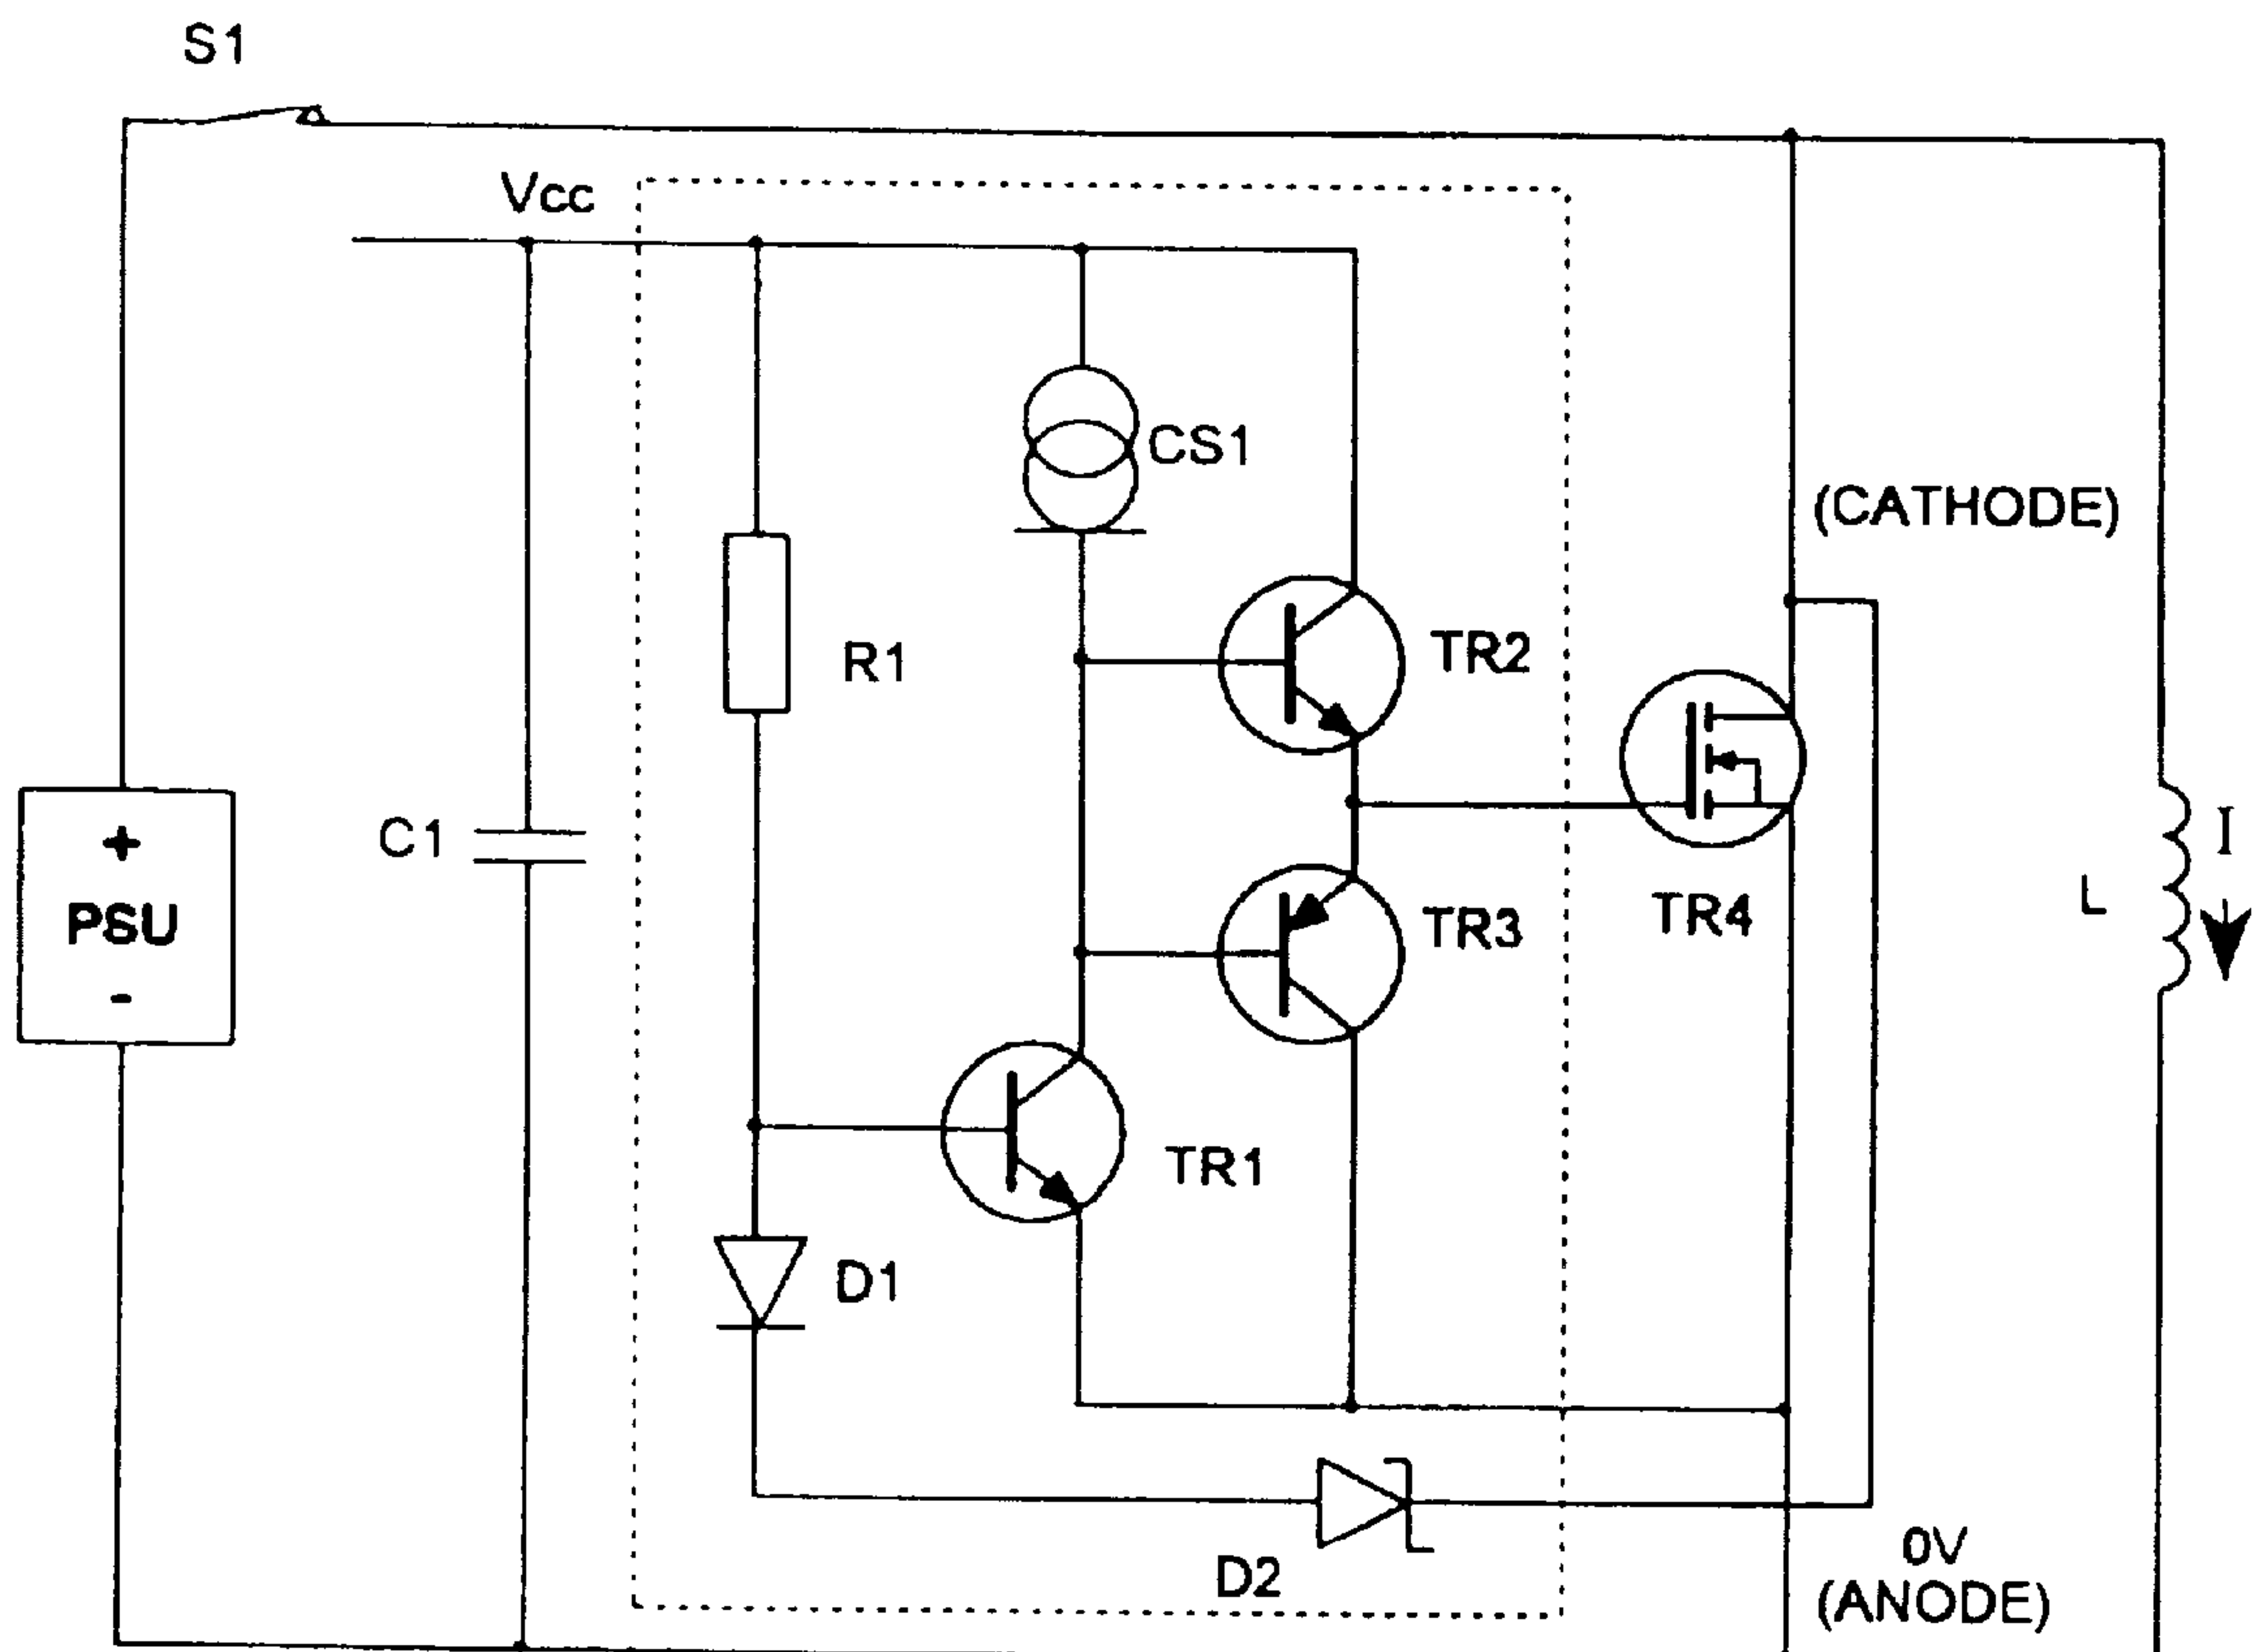 S1
Vcc
CS1
(CATHODE)
R1
TR2
+
PSU
-
C1
TR3
TR4
L
I
TR1
D1
D2
0V
(ANODE)